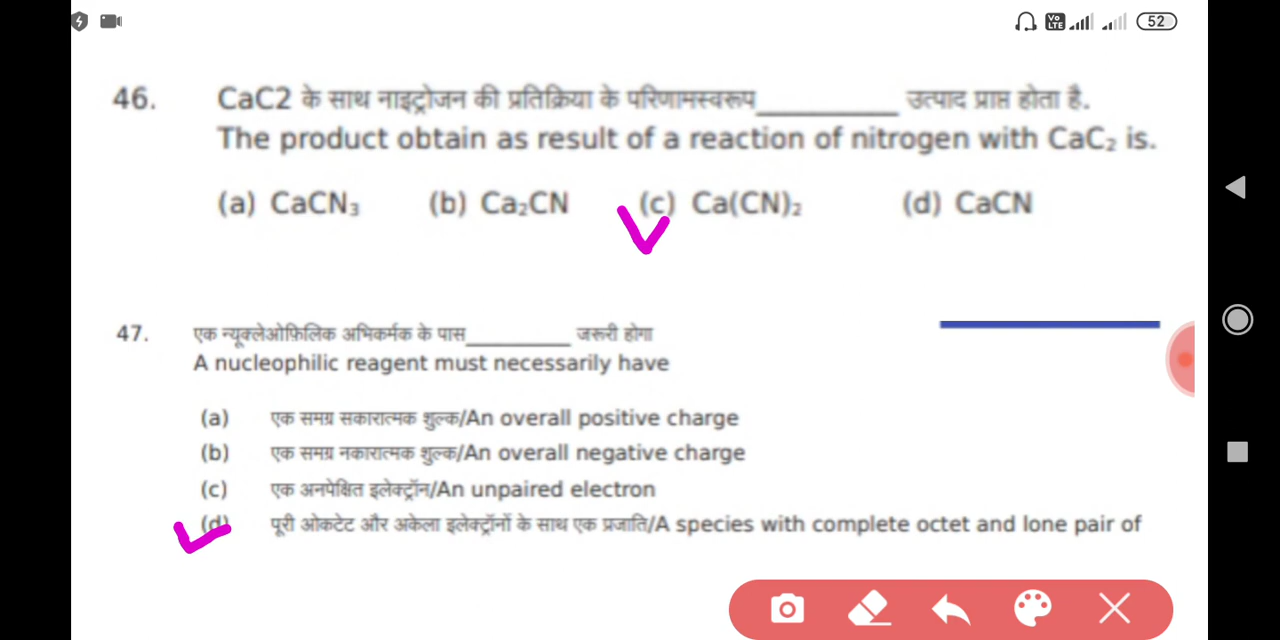 Vo LTE 52
46. CaC2 के साथ नाइट्रोजन की प्रतिक्रिया के परिणामस्वरूप__________ उत्पाद प्राप्त होता है.
The product obtain as result of a reaction of nitrogen with CaC₂ is.
(a) CaCN₃ (b) Ca₂CN (c) Ca(CN)₂ (d) CaCN
47. एक न्यूक्लेओफ़िलिक अभिकर्मक के पास__________ जरूरी होगा
A nucleophilic reagent must necessarily have
(a) एक समग्र सकारात्मक शुल्क/An overall positive charge
(b) एक समग्र नकारात्मक शुल्क/An overall negative charge
(c) एक अनपेक्षित इलेक्ट्रॉन/An unpaired electron
(d) पूरी ओकटेट और अकेला इलेक्ट्रॉनों के साथ एक प्रजाति/A species with complete octet and lone pair of